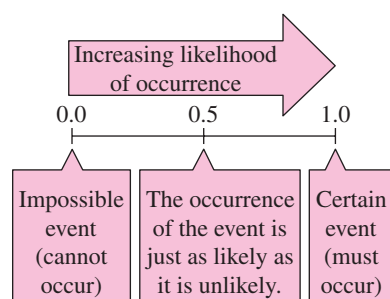 Increasing likelihood
of occurrence
0.0 0.5 1.0
Impossible
event
(cannot
occur)
The occurrence
of the event is
just as likely as
it is unlikely.
Certain
event
(must
occur)